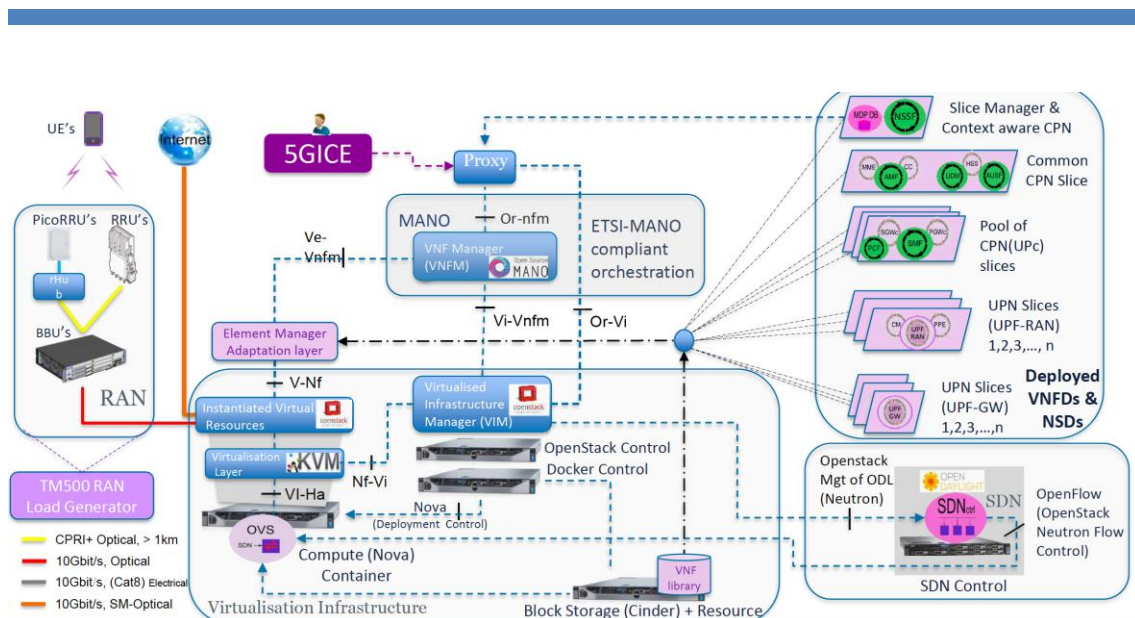 UE's
Internet
5GICE
Proxy
MDP DB
NSSF
Slice Manager &
Context aware CPN
MME
AMF
CC
UDM
HSS
AUSF
Common
CPN Slice
PCF
SGWc
SMF
PGWc
Pool of
CPN(UPc)
slices
CM
UPF
RAN
PPE
UPN Slices
(UPF-RAN)
1,2,3,..., n
UPF
GW
UPN Slices
(UPF-GW)
1,2,3,...,n
Deployed
VNFDs &
NSDs
PicoRRU's
RRU's
rHu
b
BBU's
RAN
TM500 RAN
Load Generator
CPRI+ Optical, > 1km
10Gbit/s, Optical
10Gbit/s, (Cat8) Electrical
10Gbit/s, SM-Optical
MANO
Or-nfm
ETSI-MANO
compliant
orchestration
VNF Manager
(VNFM)
Open Source
MANO
Ve-
Vnfm
Vi-Vnfm
Or-Vi
Element Manager
Adaptation layer
V-Nf
Instantiated Virtual
Resources
openstack
Virtualised
Infrastructure
Manager (VIM)
openstack
Virtualisation
Layer
KVM
Nf-Vi
VI-Ha
OpenStack Control
Docker Control
Nova
(Deployment Control)
OVS
SDN
Compute (Nova)
Container
VNF
library
Block Storage (Cinder) + Resource
Virtualisation Infrastructure
Openstack
Mgt of ODL
(Neutron)
OPEN
DAYLIGHT
SDN
SDNctrl
OpenFlow
(OpenStack
Neutron Flow
Control)
SDN Control